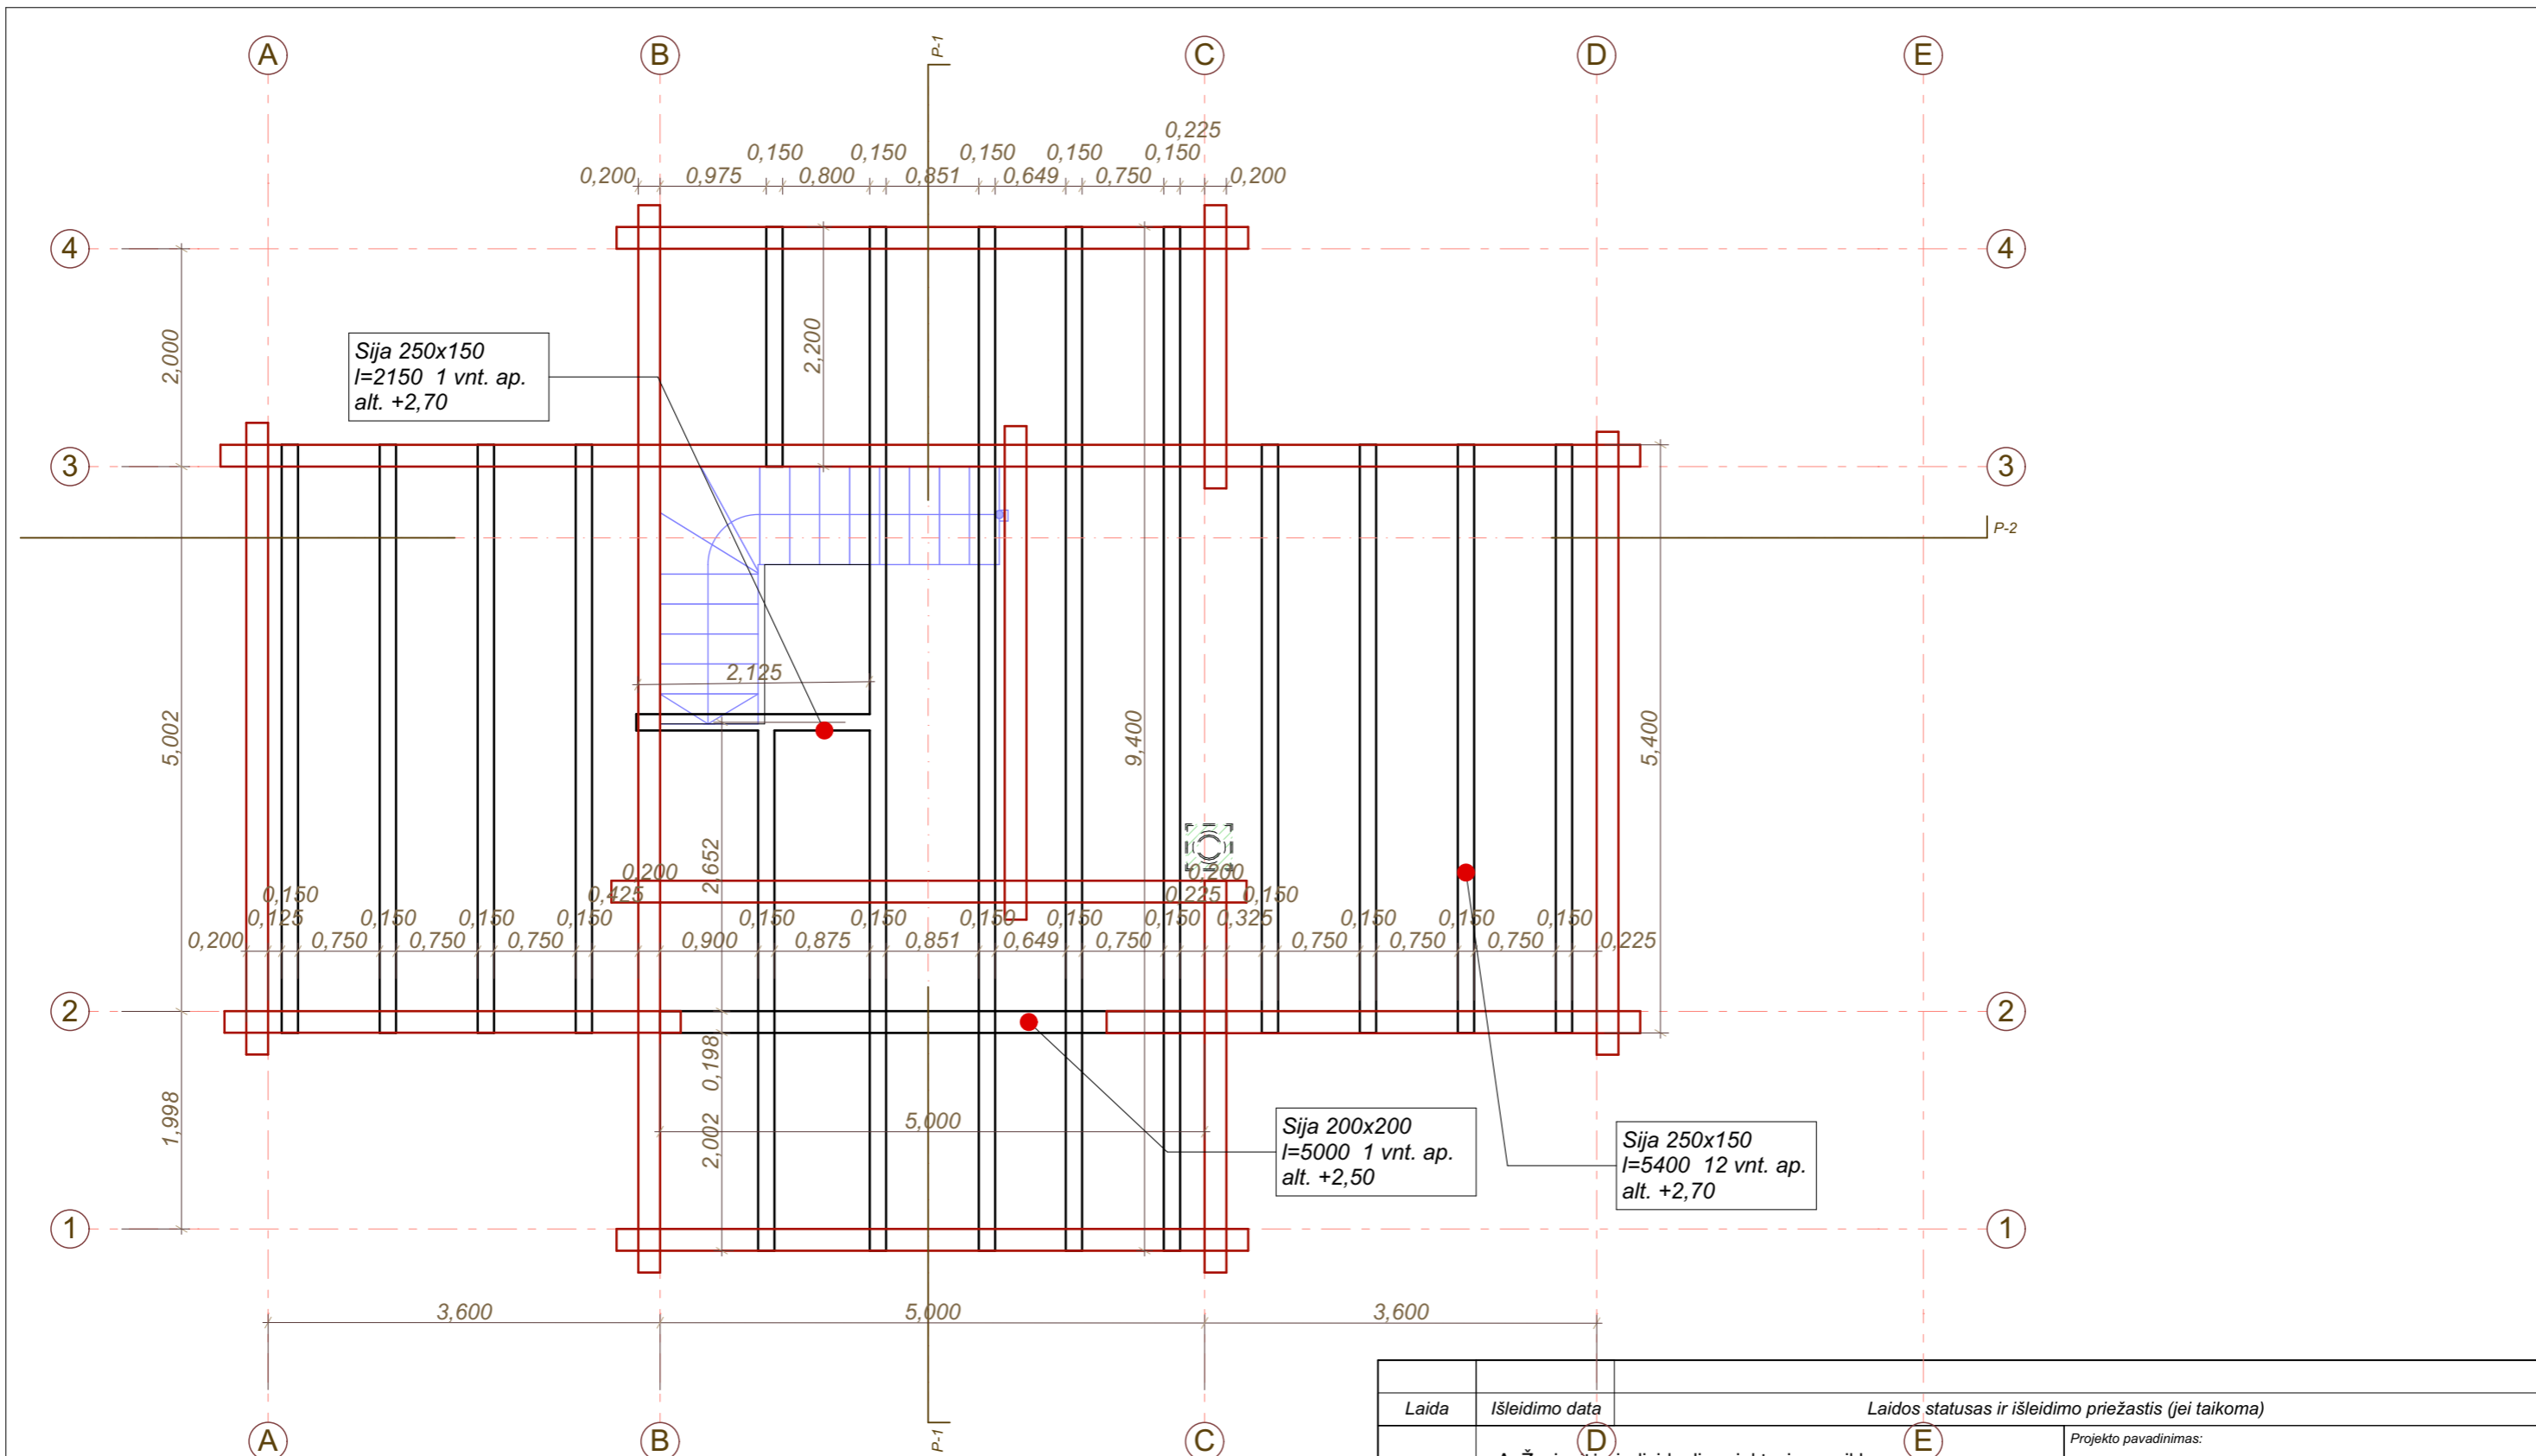 A B C D E
P-1
0,225
0,150 0,150 0,150 0,150 0,150
0,200 0,975 0,800 0,851 0,649 0,750 0,200
4 4
2,000
2,200
Sija 250x150
l=2150 1 vnt. ap.
alt. +2,70
3 3
P-2
2,125
5,002
9,400
5,400
2,652
0,200 0,200
0,150 0,425 0,225 0,150
0,125 0,150 0,150 0,150 0,150 0,150 0,150 0,150 0,150 0,325 0,150 0,150 0,150
0,200 0,750 0,750 0,750 0,900 0,875 0,851 0,649 0,750 0,750 0,750 0,750 0,225
2 2
0,198
1,998
2,002
5,000
Sija 200x200
l=5000 1 vnt. ap.
alt. +2,50
Sija 250x150
l=5400 12 vnt. ap.
alt. +2,70
1 1
3,600 5,000 3,600
Laida Išleidimo data Laidos statusas ir išleidimo priežastis (jei taikoma)
A B C D E
P-1
Projekto pavadinimas: